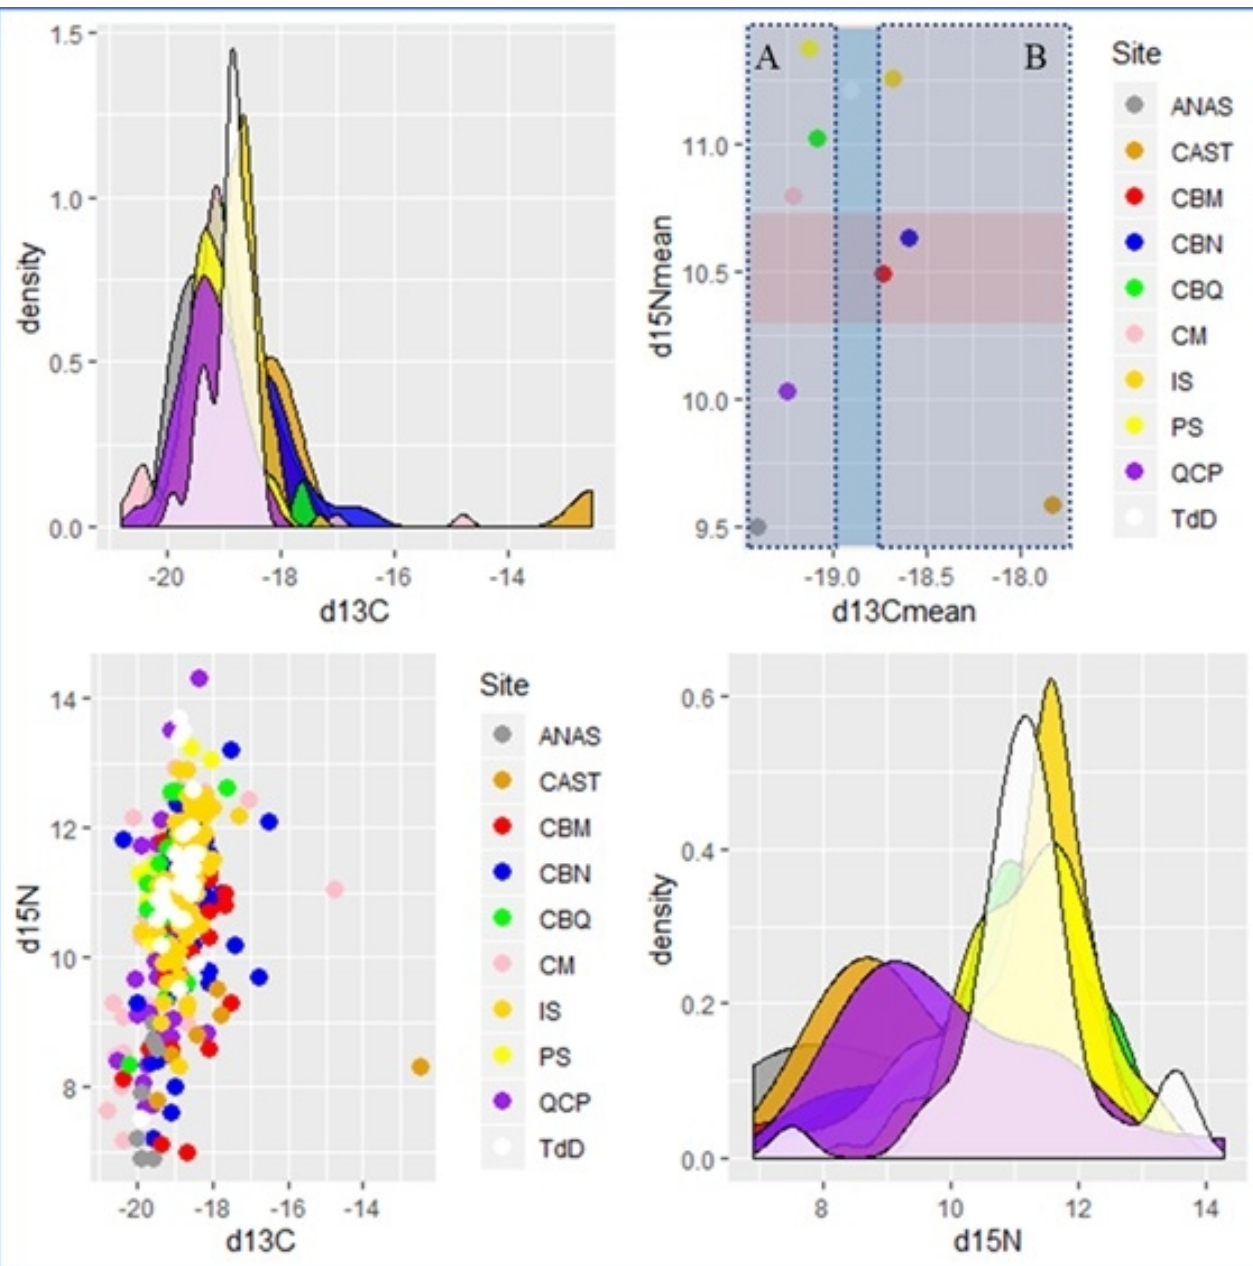 1.5
1.0
0.5
0.0
density
-20 -18 -16 -14
d13C
A B
11.0
10.5
10.0
9.5
d15Nmean
-19.0 -18.5 -18.0
d13Cmean
Site
ANAS
CAST
CBM
CBN
CBQ
CM
IS
PS
QCP
TdD
14
12
10
8
d15N
-20 -18 -16 -14
d13C
Site
ANAS
CAST
CBM
CBN
CBQ
CM
IS
PS
QCP
TdD
0.6
0.4
0.2
0.0
density
8 10 12 14
d15N